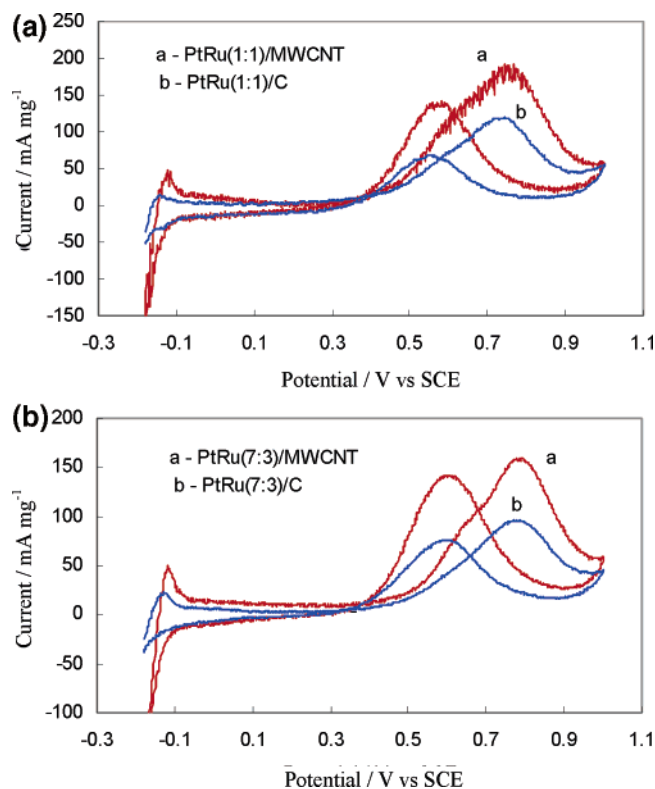 (a)
a - PtRu(1:1)/MWCNT
b - PtRu(1:1)/C
a
b
250
200
150
100
50
0
-50
-100
-150
Current / mA mg-1
-0.3 -0.1 0.1 0.3 0.5 0.7 0.9 1.1
Potential / V vs SCE
(b)
a - PtRu(7:3)/MWCNT
b - PtRu(7:3)/C
a
b
200
150
100
50
0
-50
-100
Current / mA mg-1
-0.3 -0.1 0.1 0.3 0.5 0.7 0.9 1.1
Potential / V vs SCE